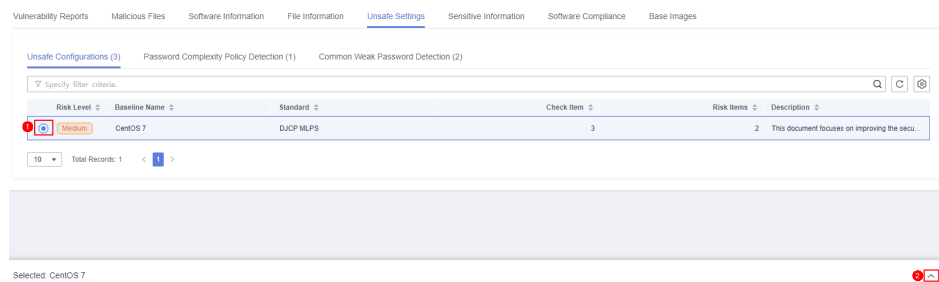 Vulnerability Reports Malicious Files Software Information File Information Unsafe Settings Sensitive Information Software Compliance Base Images
Unsafe Configurations (3) Password Complexity Policy Detection (1) Common Weak Password Detection (2)
Specify filter criteria.
Risk Level Baseline Name Standard Check Item Risk Items Description
1 Medium CentOS 7 DJCP MLPS 3 2 This document focuses on improving the secu...
10 Total Records: 1 < 1 >
Selected: CentOS 7 2